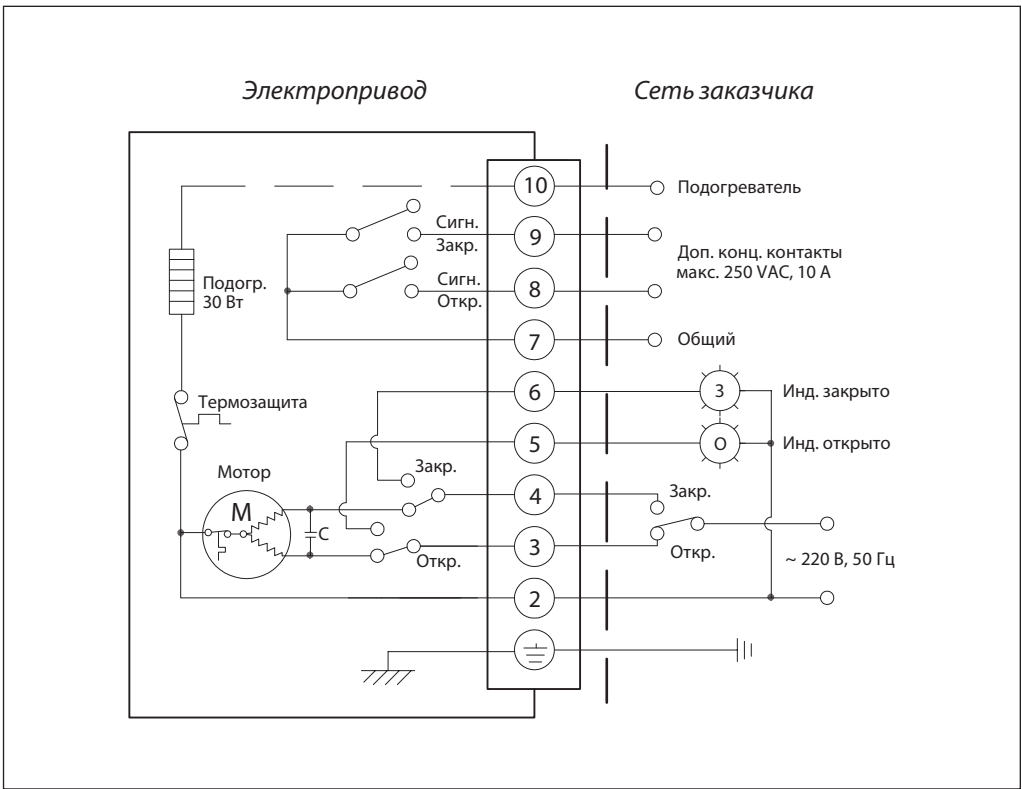 Электропривод
Сеть заказчика
10
Подогреватель
Сигн.
Закр.
9
Доп. конц. контакты
макс. 250 VAC, 10 А
Подогр.
30 Вт
Сигн.
Откр.
8
7
Общий
6
З
Инд. закрыто
Термозащита
5
О
Инд. открыто
Мотор
Закр.
4
Закр.
М
С
Откр.
3
Откр.
~ 220 В, 50 Гц
2